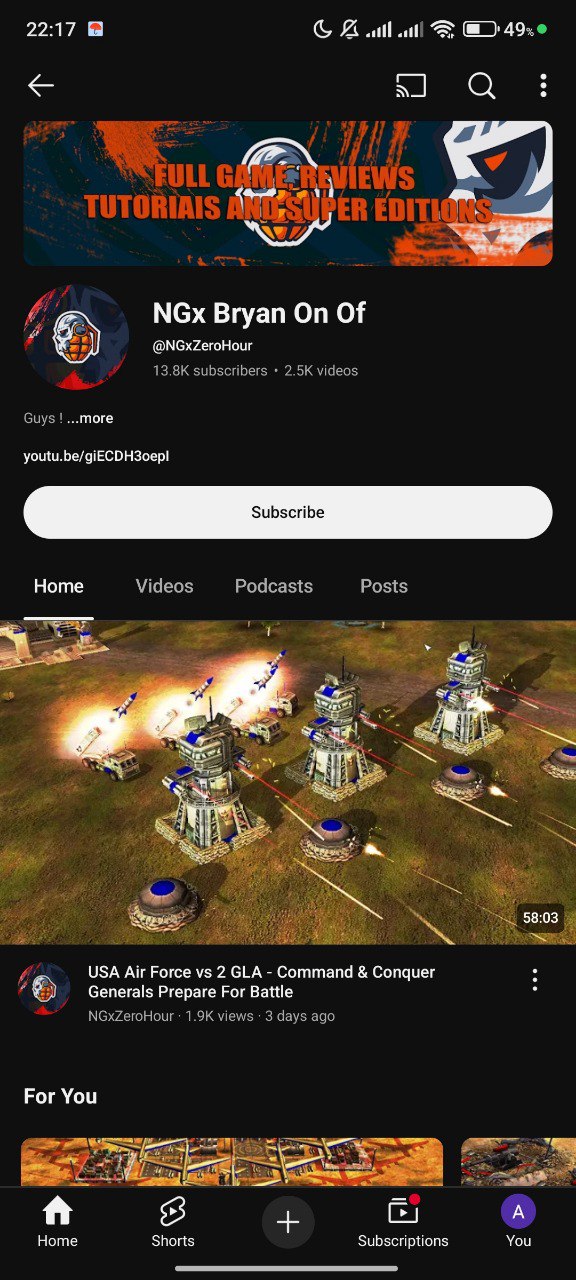 22:17
49%
FULL GAME REVIEWS
TUTORIAIS AND SUPER EDITIONS
NGx Bryan On Of
@NGxZeroHour
13.8K subscribers • 2.5K videos
Guys ! ...more
youtu.be/giECDH3oepI
Subscribe
Home Videos Podcasts Posts
58:03
USA Air Force vs 2 GLA - Command & Conquer
Generals Prepare For Battle
NGxZeroHour · 1.9K views · 3 days ago
For You
A
Home Shorts Subscriptions You